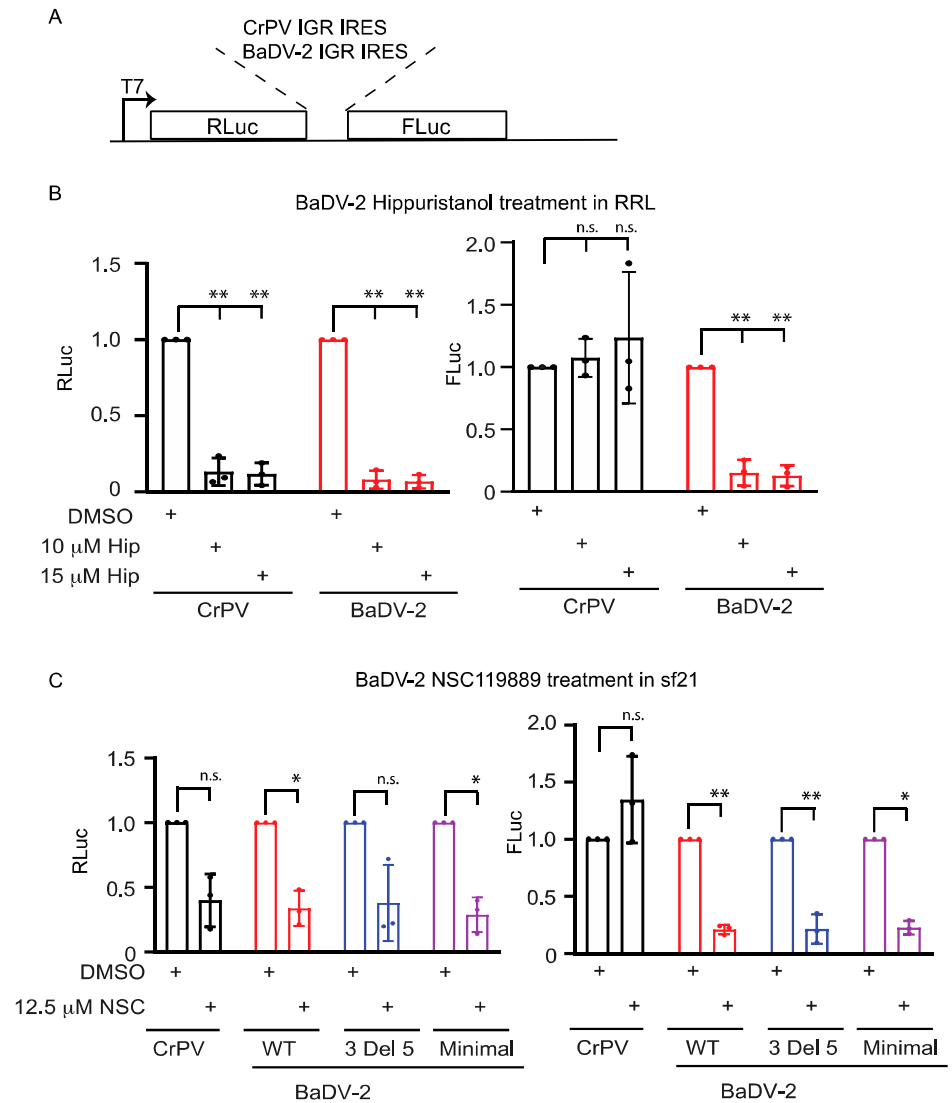 A
CrPV IGR IRES
BaDV-2 IGR IRES
T7
RLuc
FLuc
B
BaDV-2 Hippuristanol treatment in RRL
RLuc
1.5
1.0
0.5
0
** ** ** **
FLuc
2.0
1.5
1.0
0.5
0
n.s. n.s. ** **
DMSO + + + +
10 µM Hip + + + +
15 µM Hip + + + +
CrPV BaDV-2 CrPV BaDV-2
C
BaDV-2 NSC119889 treatment in sf21
RLuc
1.5
1.0
0.5
0
n.s. * n.s. *
FLuc
2.0
1.5
1.0
0.5
0
n.s. ** ** *
DMSO + + + + + + + +
12.5 µM NSC + + + + + + + +
CrPV WT 3 Del 5 Minimal CrPV WT 3 Del 5 Minimal
BaDV-2 BaDV-2